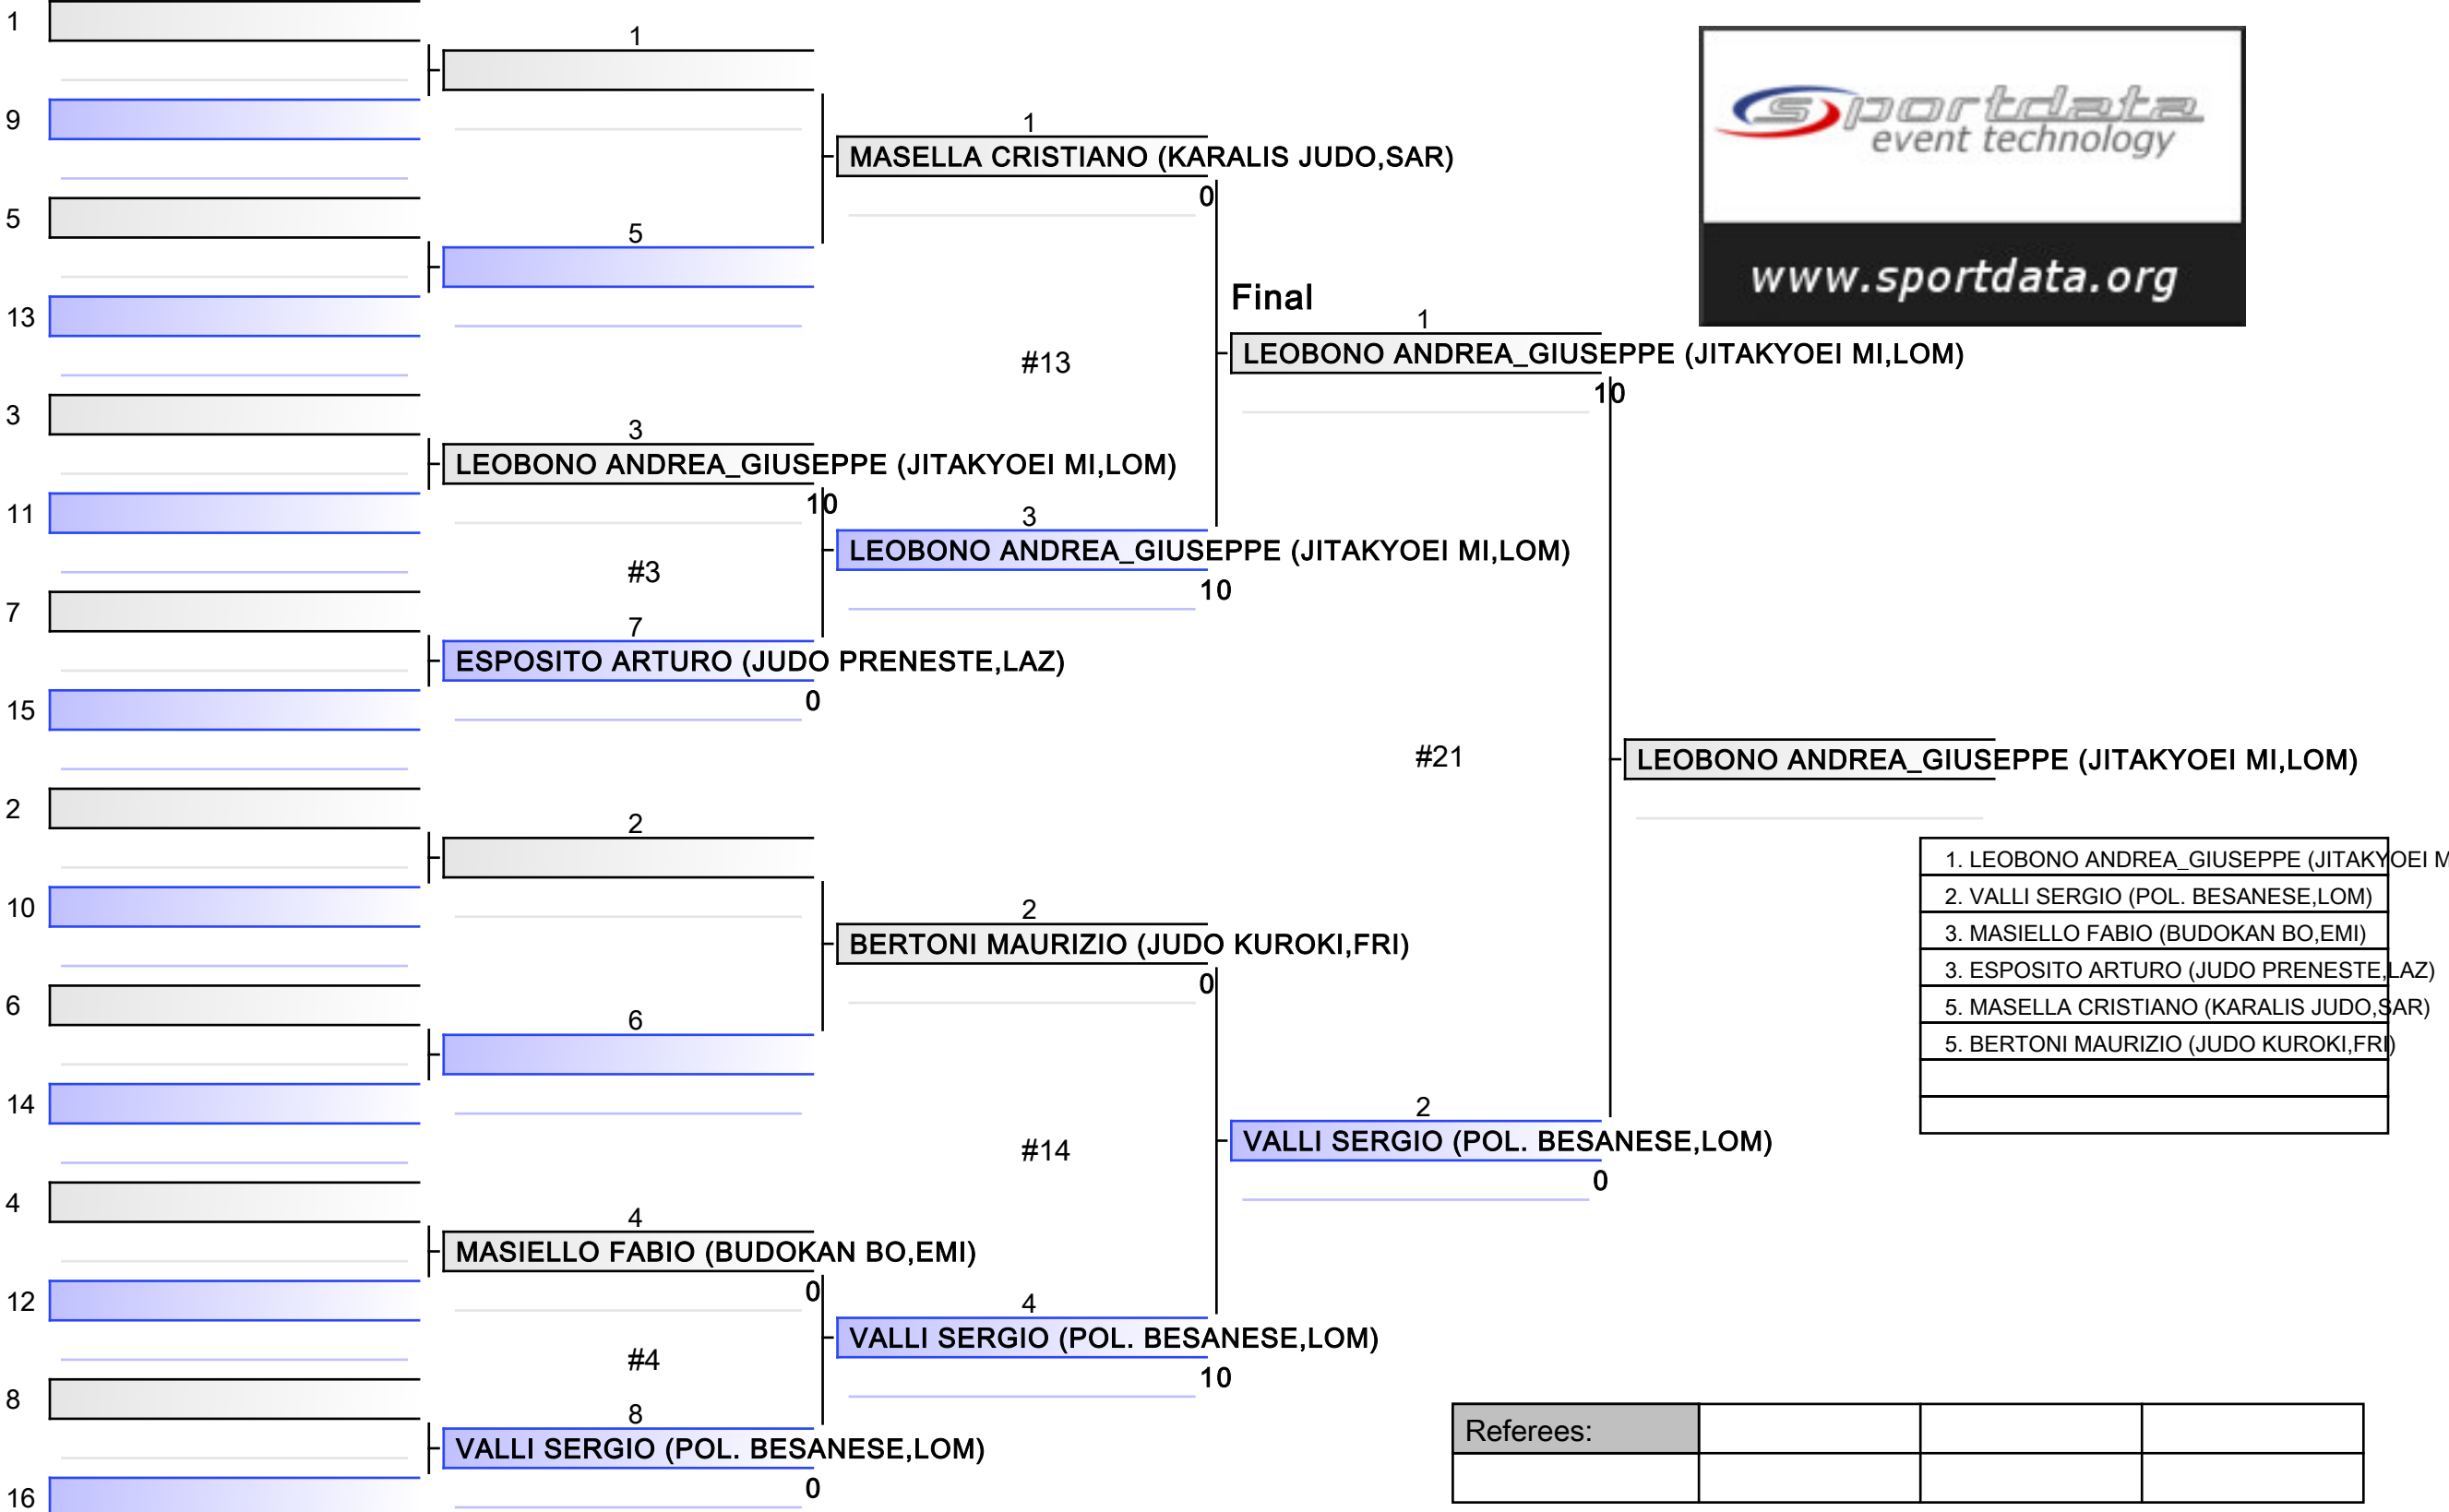 1
1
9
1
MASELLA CRISTIANO (KARALIS JUDO,SAR)
0
sportdata
event technology
www.sportdata.org
5
5
13
Final
1
LEOBONO ANDREA_GIUSEPPE (JITAKYOEI MI,LOM)
10
#13
3
3
LEOBONO ANDREA_GIUSEPPE (JITAKYOEI MI,LOM)
10
11
3
LEOBONO ANDREA_GIUSEPPE (JITAKYOEI MI,LOM)
10
#3
7
7
ESPOSITO ARTURO (JUDO PRENESTE,LAZ)
0
15
#21
LEOBONO ANDREA_GIUSEPPE (JITAKYOEI MI,LOM)
2
2
10
2
BERTONI MAURIZIO (JUDO KUROKI,FRI)
0
1. LEOBONO ANDREA_GIUSEPPE (JITAKYOEI M
2. VALLI SERGIO (POL. BESANESE,LOM)
3. MASIELLO FABIO (BUDOKAN BO,EMI)
3. ESPOSITO ARTURO (JUDO PRENESTE,LAZ)
5. MASELLA CRISTIANO (KARALIS JUDO,SAR)
5. BERTONI MAURIZIO (JUDO KUROKI,FRI)
6
6
14
#14
2
VALLI SERGIO (POL. BESANESE,LOM)
0
4
4
MASIELLO FABIO (BUDOKAN BO,EMI)
0
12
4
VALLI SERGIO (POL. BESANESE,LOM)
10
#4
8
8
VALLI SERGIO (POL. BESANESE,LOM)
0
16
Referees: